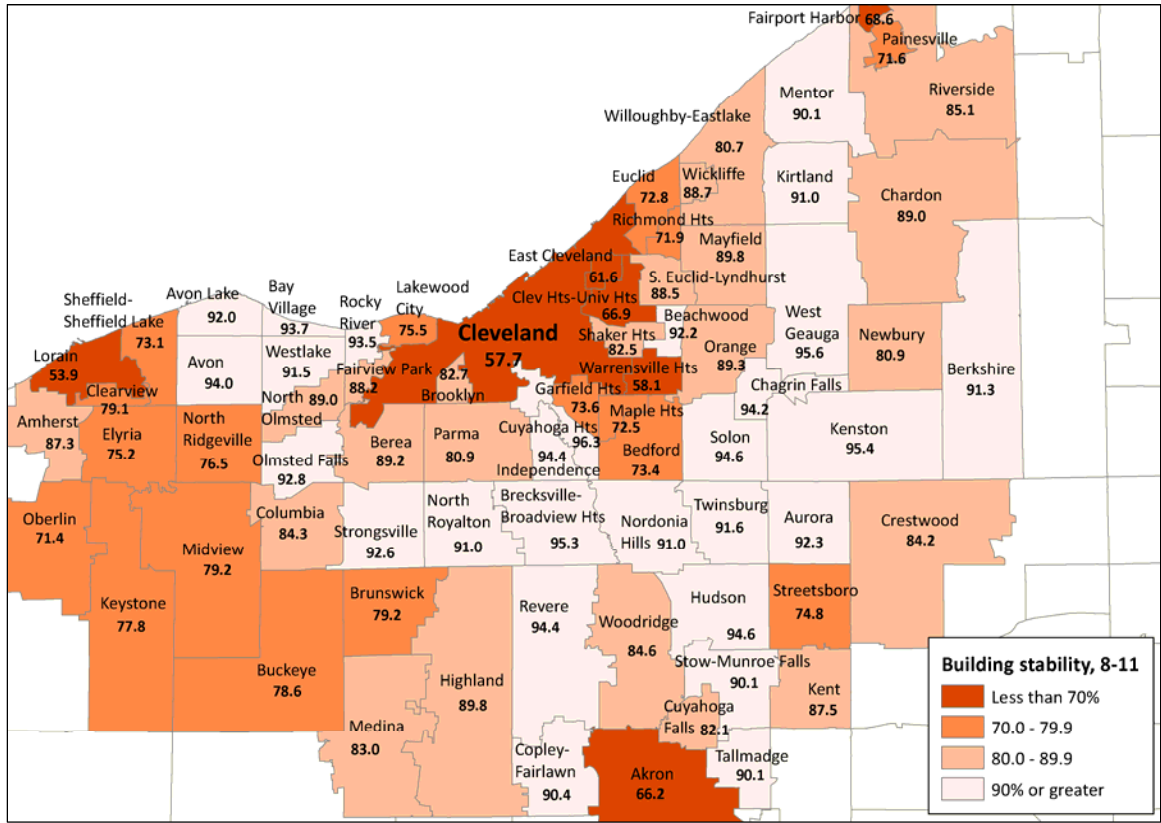 Fairport Harbor
68.6
Painesville
71.6
Mentor
90.1
Riverside
85.1
Willoughby-Eastlake
80.7
Euclid
72.8
Wickliffe
88.7
Kirtland
91.0
Chardon
89.0
Richmond Hts
71.9
Mayfield
89.8
East Cleveland
61.6
S. Euclid-Lyndhurst
88.5
Clev Hts-Univ Hts
66.9
Beachwood
92.2
West
Geauga
95.6
Newbury
80.9
Berkshire
91.3
Shaker Hts
82.5
Orange
89.3
Chagrin Falls
94.2
Warrensville Hts
58.1
Cleveland
57.7
Sheffield-
Sheffield Lake
73.1
Avon Lake
92.0
Bay
Village
93.7
Rocky
River
93.5
Lakewood
City
75.5
Lorain
53.9
Clearview
79.1
Avon
94.0
Westlake
91.5
Fairview Park
88.2
82.7
Brooklyn
Garfield Hts
73.6
Maple Hts
72.5
Amherst
87.3
Elyria
75.2
North
Ridgeville
76.5
North
Olmsted
89.0
Olmsted Falls
92.8
Berea
89.2
Parma
80.9
Cuyahoga Hts
96.3
94.4
Independence
Bedford
73.4
Solon
94.6
Kenston
95.4
Oberlin
71.4
Midview
79.2
Columbia
84.3
Strongsville
92.6
North
Royalton
91.0
Brecksville-
Broadview Hts
95.3
Nordonia
Hills
91.0
Twinsburg
91.6
Aurora
92.3
Crestwood
84.2
Keystone
77.8
Brunswick
79.2
Revere
94.4
Woodridge
84.6
Hudson
94.6
Streetsboro
74.8
Buckeye
78.6
Highland
89.8
Stow-Munroe Falls
90.1
Kent
87.5
Medina
83.0
Cuyahoga
Falls
82.1
Copley-
Fairlawn
90.4
Akron
66.2
Tallmadge
90.1
Building stability, 8-11
Less than 70%
70.0 - 79.9
80.0 - 89.9
90% or greater